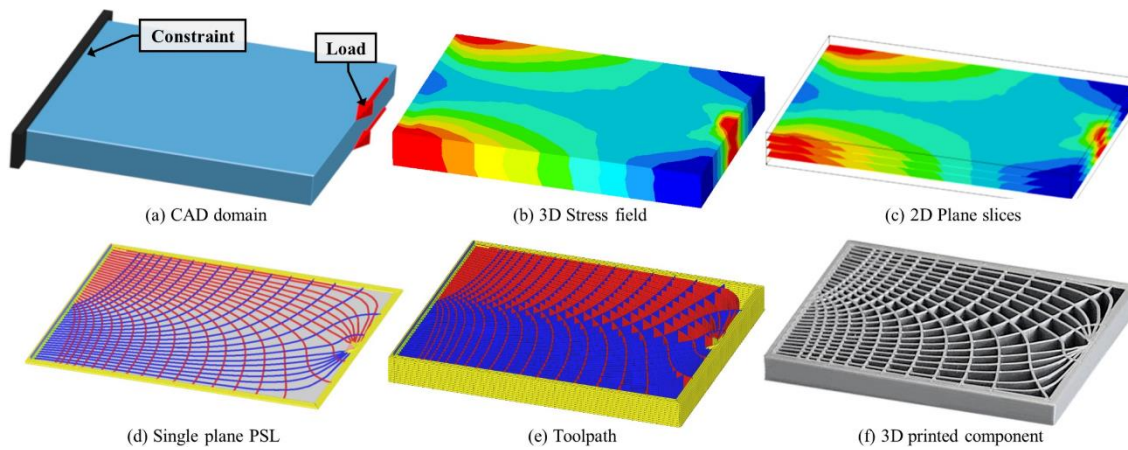 Constraint
Load
(a) CAD domain
(b) 3D Stress field
(c) 2D Plane slices
(d) Single plane PSL
(e) Toolpath
(f) 3D printed component